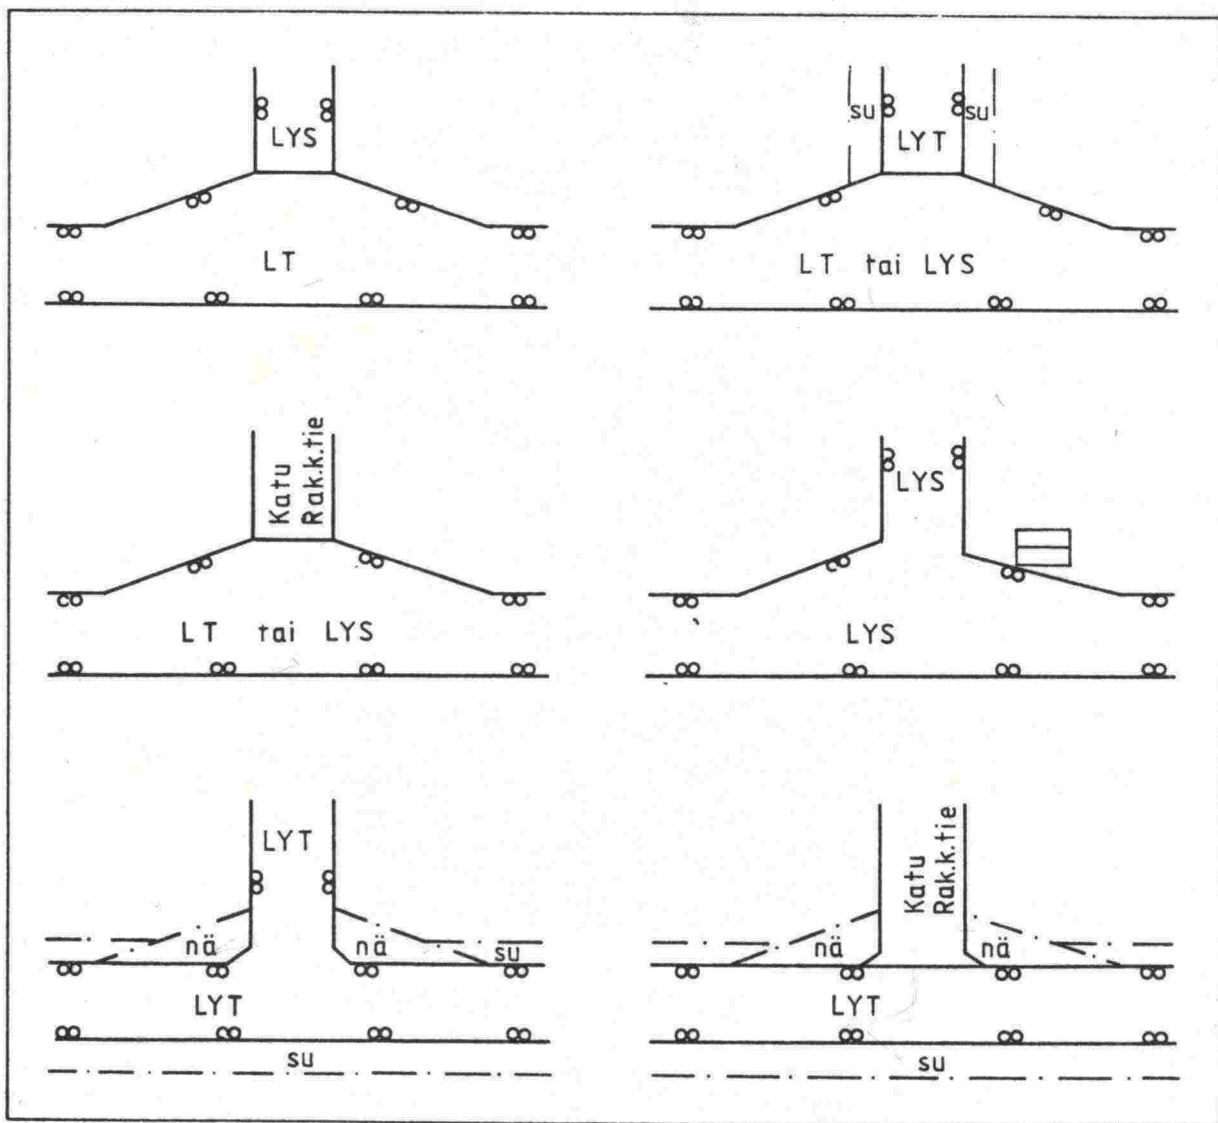 LYS
LT
su LYT su
LT tai LYS
Katu
Rak.k.tie
LT tai LYS
LYS
LYS
LYT
nä nä su
LYT
su
Katu
Rak.k.tie
nä nä
LYT
su